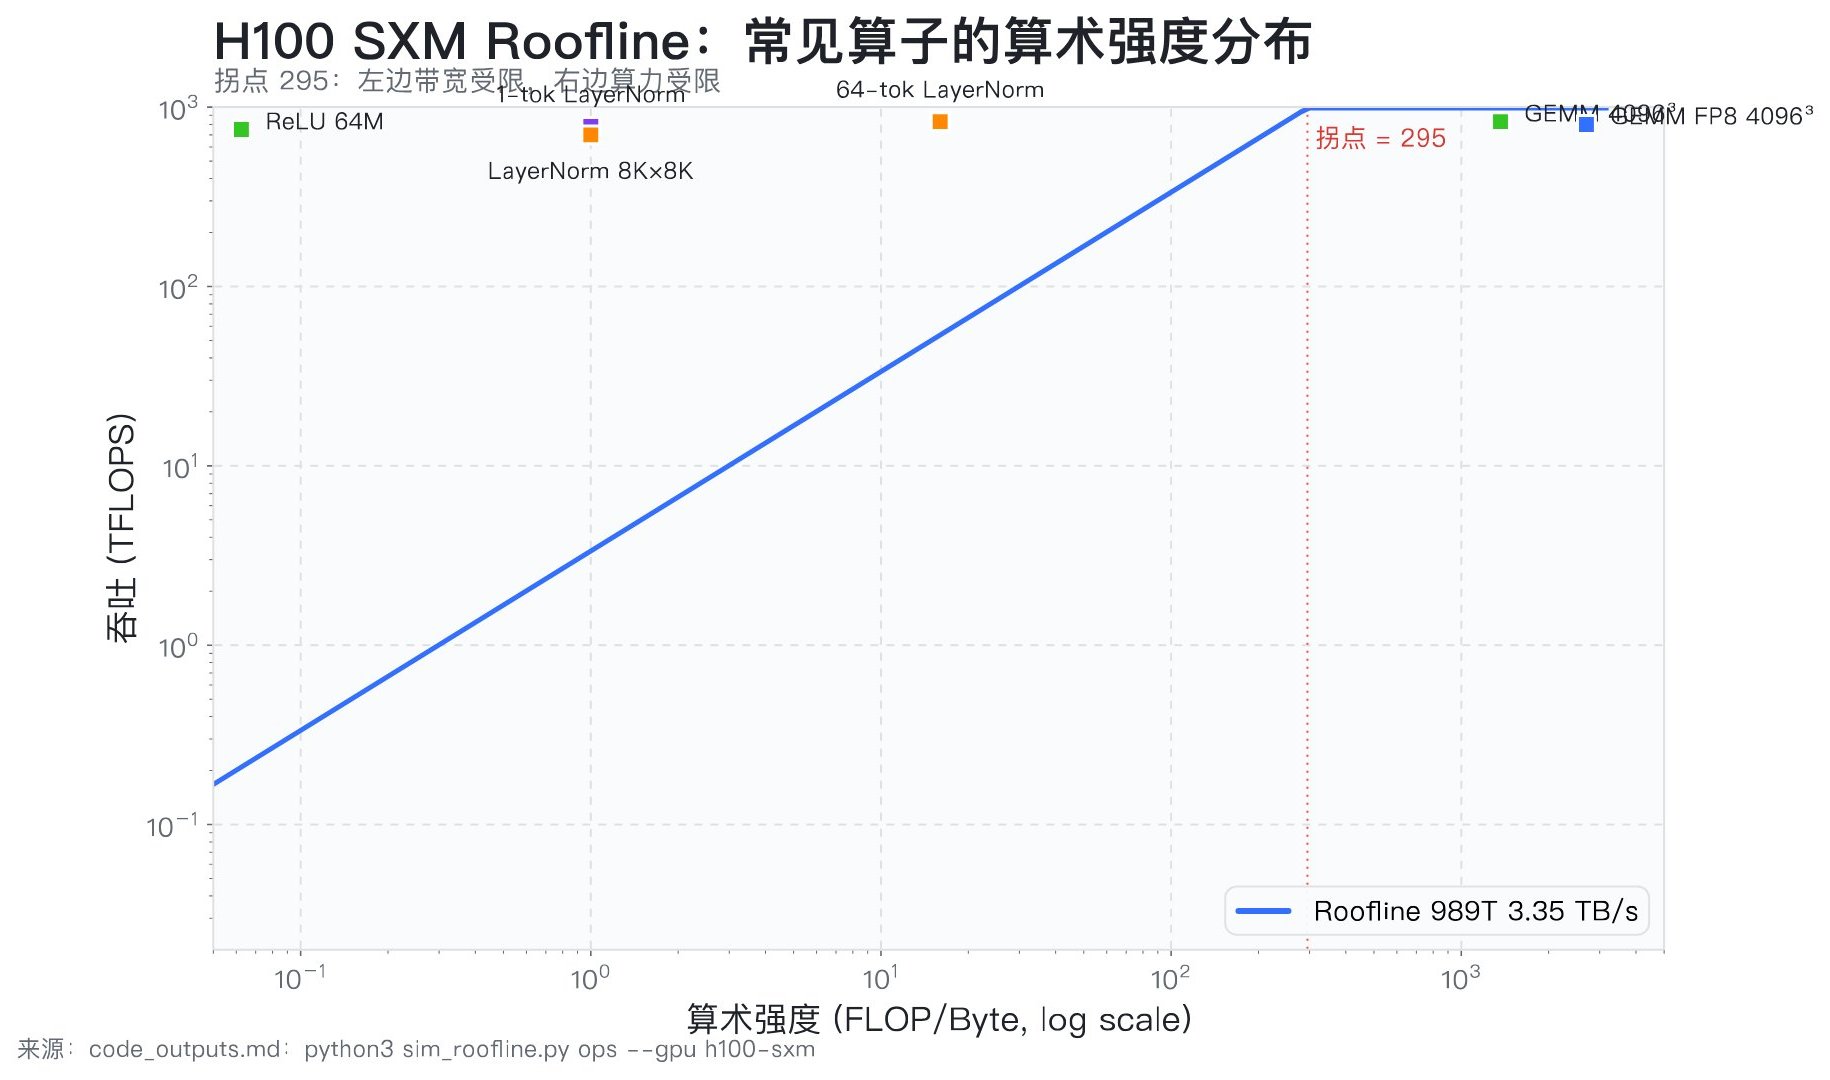 H100 SXM Roofline：常见算子的算术强度分布
拐点 295：左边带宽受限，右边算力受限
1-tok LayerNorm
64-tok LayerNorm
ReLU 64M
LayerNorm 8K×8K
GEMM 4096³
GEMM FP8 4096³
拐点 = 295
10³
10²
10¹
10⁰
10⁻¹
吞吐 (TFLOPS)
Roofline 989T 3.35 TB/s
10⁻¹ 10⁰ 10¹ 10² 10³
算术强度 (FLOP/Byte, log scale)
来源：code_outputs.md：python3 sim_roofline.py ops --gpu h100-sxm